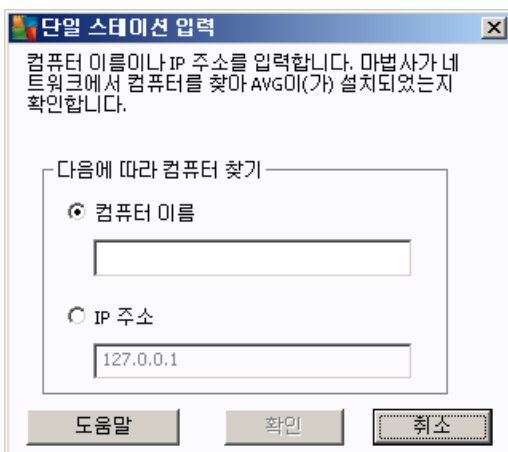 단일 스테이션 입력
컴퓨터 이름이나 IP 주소를 입력합니다. 마법사가 네
트워크에서 컴퓨터를 찾아 AVG이(가) 설치되었는지
확인합니다.
다음에 따라 컴퓨터 찾기
컴퓨터 이름
IP 주소
127.0.0.1
도움말 확인 취소